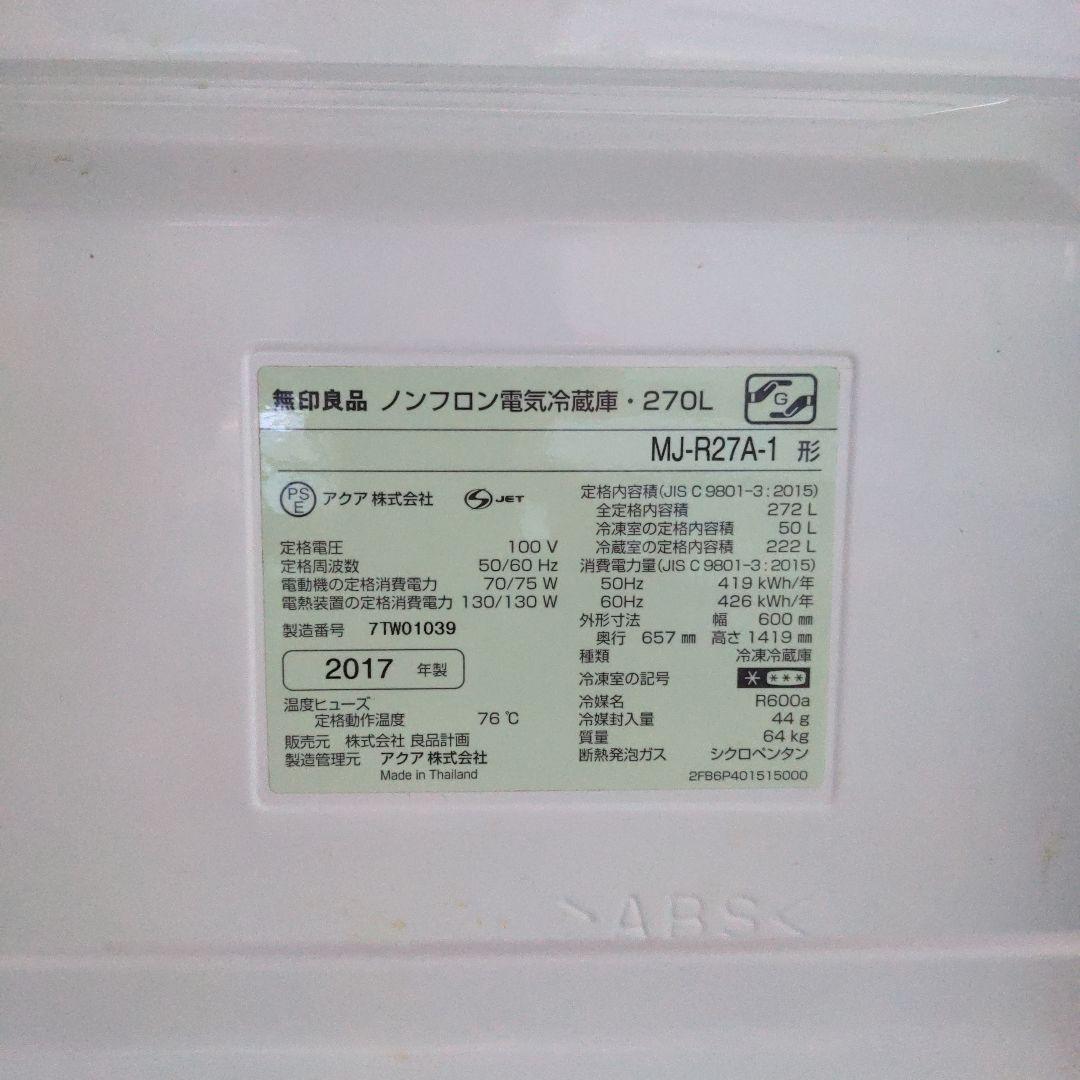 無印良品 ノンフロン電気冷蔵庫・270L
G
MJ-R27A-1 形
PS E アクア 株式会社 S JET
定格電圧 100 V
定格周波数 50/60 Hz
電動機の定格消費電力 70/75 W
電熱装置の定格消費電力 130/130 W
製造番号 7TW01039
2017 年製
温度ヒューズ
定格動作温度 76 ℃
販売元 株式会社 良品計画
製造管理元 アクア 株式会社
Made in Thailand
定格内容積(JIS C 9801-3:2015)
全定格内容積 272 L
冷凍室の定格内容積 50 L
冷蔵室の定格内容積 222 L
消費電力量(JIS C 9801-3:2015)
50Hz 419 kWh/年
60Hz 426 kWh/年
外形寸法 幅 600 ㎜
奥行 657 ㎜ 高さ 1419 ㎜
種類 冷凍冷蔵庫
冷凍室の記号 * ***
冷媒名 R600a
冷媒封入量 44 g
質量 64 kg
断熱発泡ガス シクロペンタン
2FB6P401515000
>ABS<